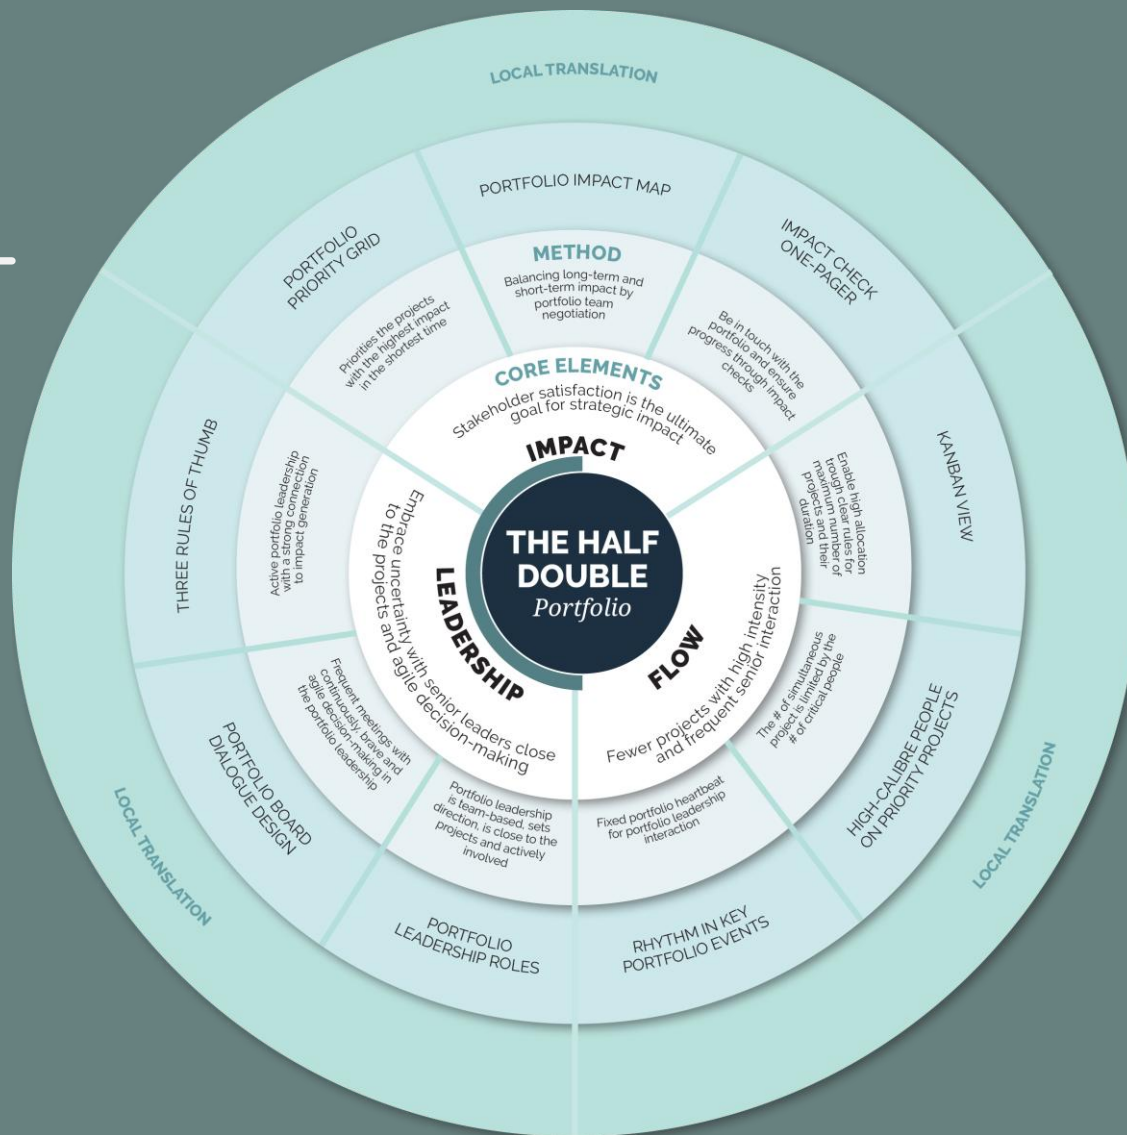 LOCAL TRANSLATION
PORTFOLIO IMPACT MAP
METHOD
Balancing long-term and
short-term impact by
portfolio team
negotiation
IMPACT CHECK
ONE-PAGER
Be in touch with the
portfolio and ensure
progress through impact
checks
PORTFOLIO
PRIORITY GRID
Priorities the projects
with the highest impact
in the shortest time
CORE ELEMENTS
Stakeholder satisfaction is the ultimate
goal for strategic impact
IMPACT
THE HALF
DOUBLE
Portfolio
KANBAN VIEW
Enable high allocation
trough clear rules for
maximum number of
projects and their
duration
FLOW
Fewer projects with high intensity
and frequent senior interaction
HIGH-CALIBRE PEOPLE
ON PRIORITY PROJECTS
The # of simultaneous
project is limited by the
# of critical people
LOCAL TRANSLATION
RHYTHM IN KEY
PORTFOLIO EVENTS
Fixed portfolio heartbeat
for portfolio leadership
interaction
LEADERSHIP
Embrace uncertainty with senior leaders close
to the projects and agile decision-making
THREE RULES OF THUMB
Active portfolio leadership
with a strong connection
to impact generation
PORTFOLIO BOARD
DIALOGUE DESIGN
Frequent meetings with
continuously, brave and
agile decision-making in
the portfolio leadership
PORTFOLIO
LEADERSHIP ROLES
Portfolio leadership
is team-based, sets
direction, is close to the
projects and actively
involved
LOCAL TRANSLATION